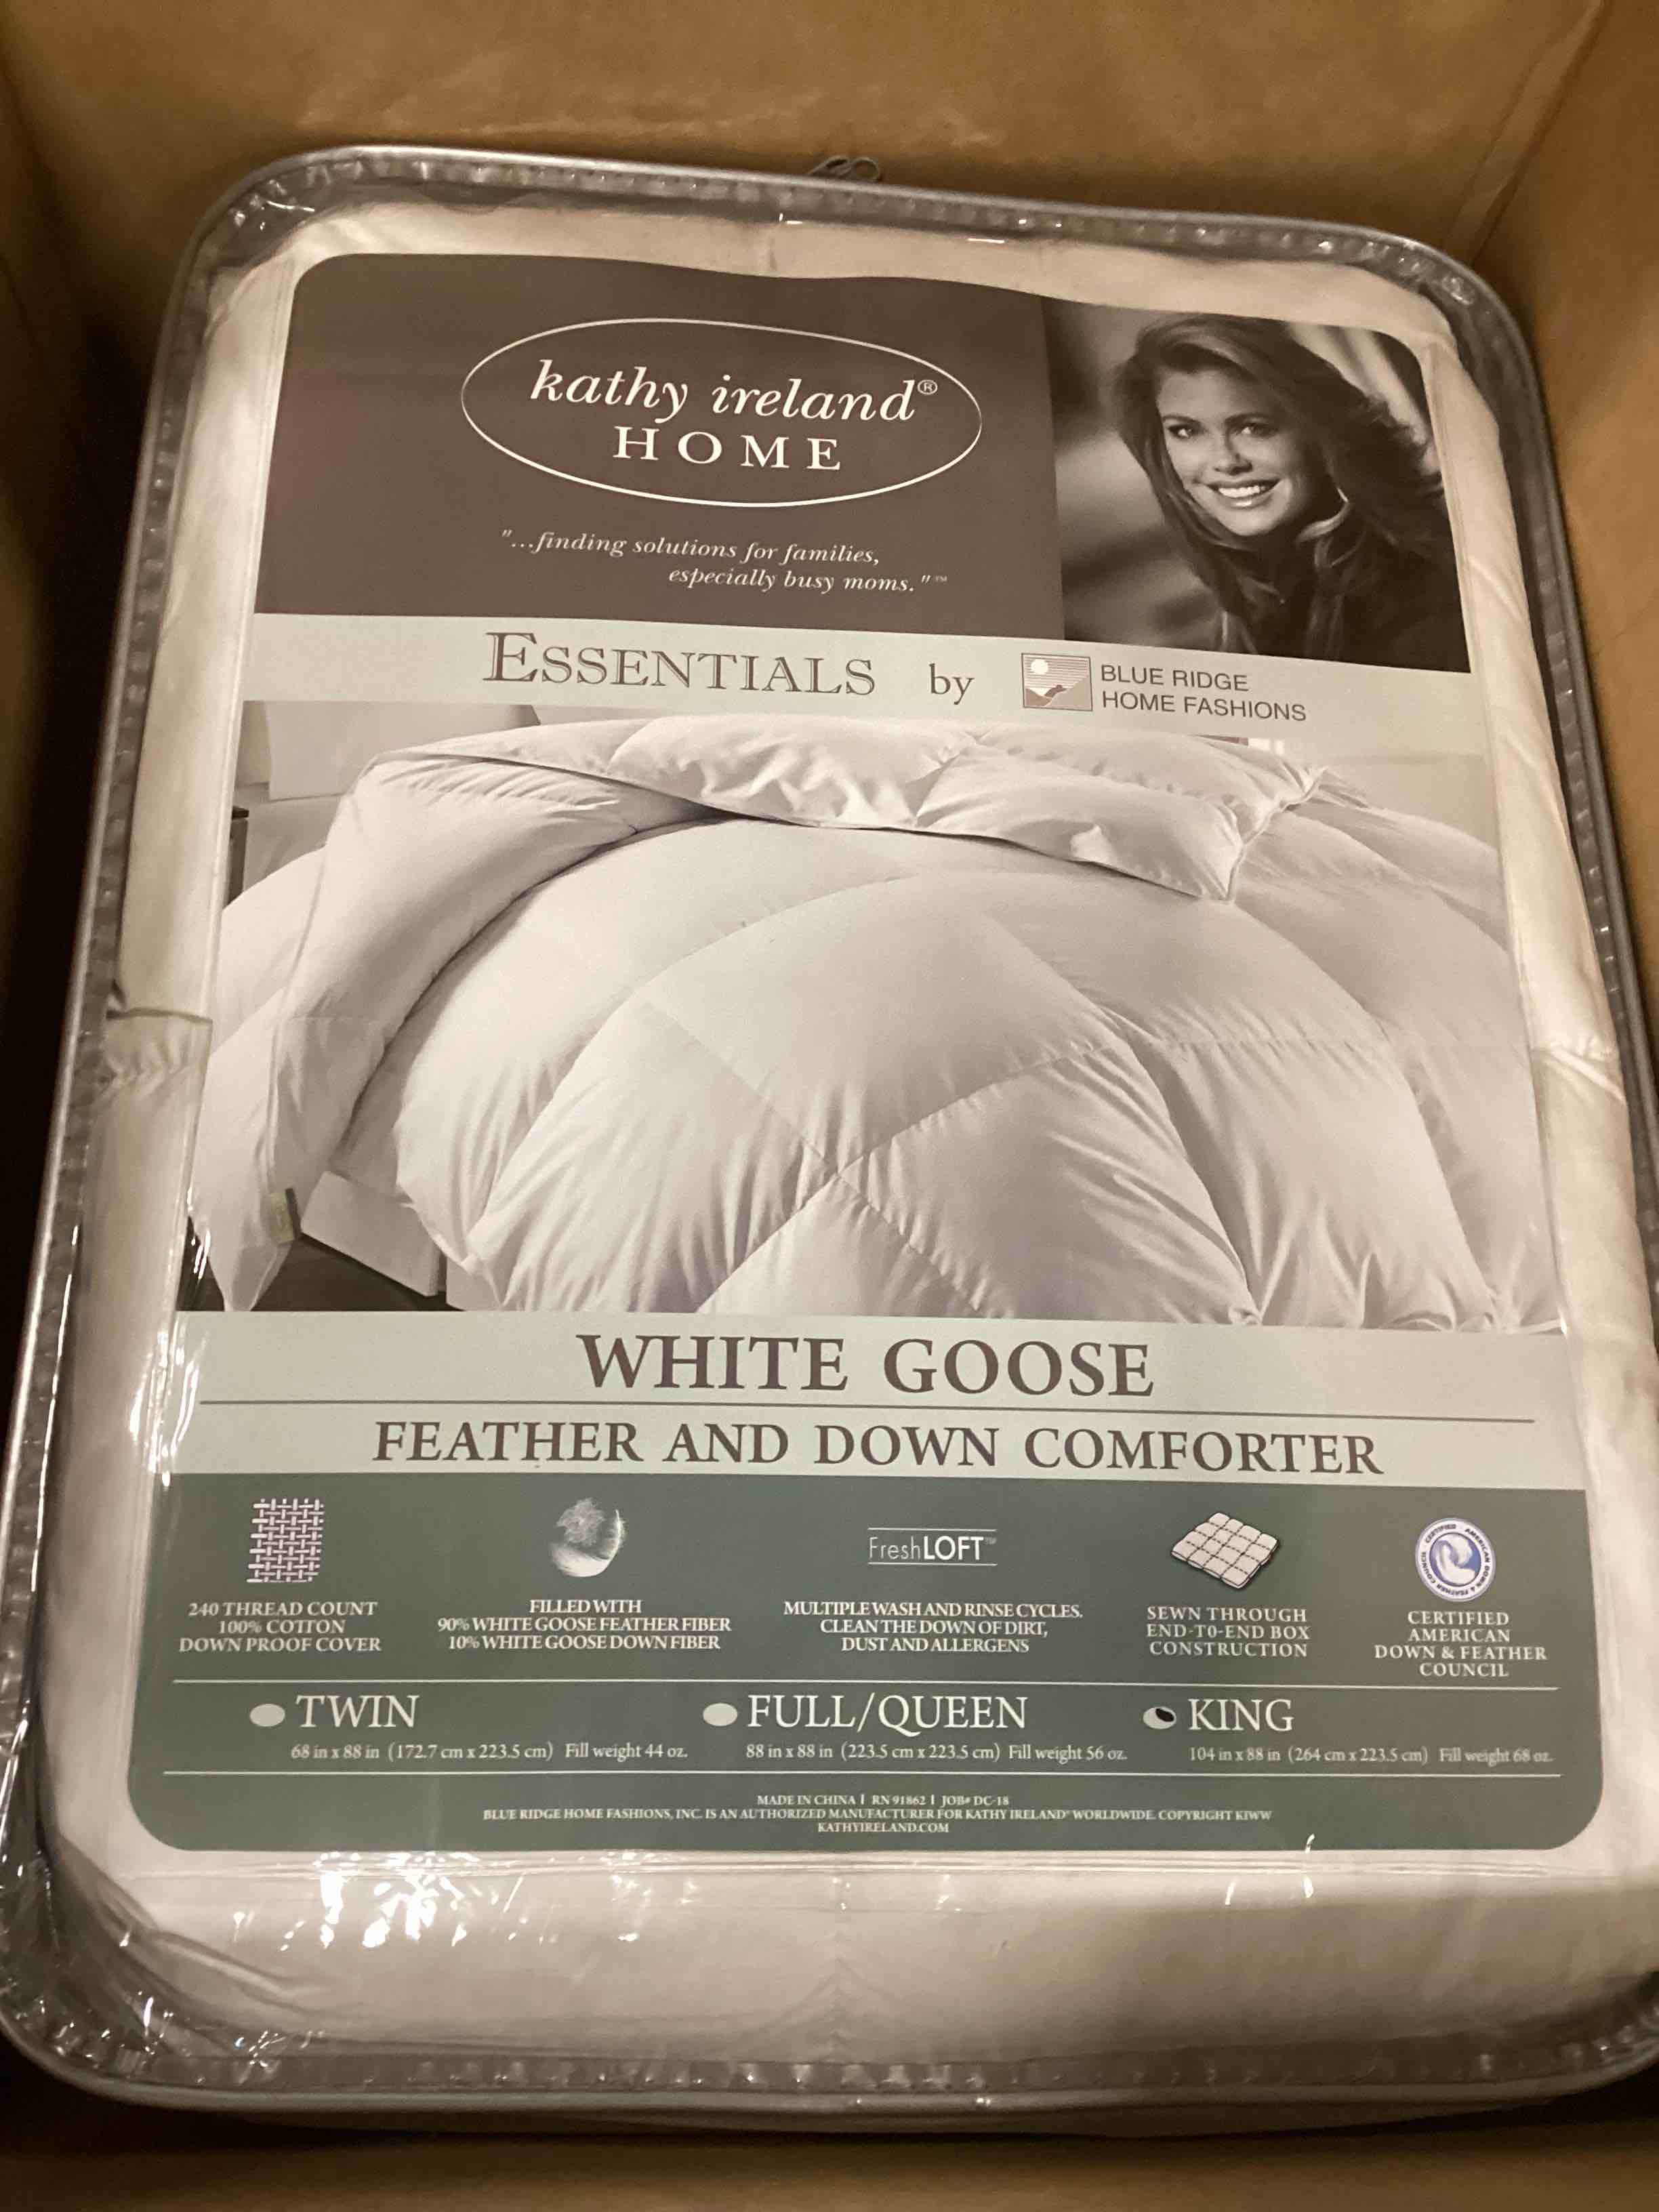 kathy ireland®
HOME
"...finding solutions for families,
especially busy moms."™
ESSENTIALS by
BLUE RIDGE
HOME FASHIONS
WHITE GOOSE
FEATHER AND DOWN COMFORTER
240 THREAD COUNT
100% COTTON
DOWN PROOF COVER
FILLED WITH
90% WHITE GOOSE FEATHER FIBER
10% WHITE GOOSE DOWN FIBER
FreshLOFT™
MULTIPLE WASH AND RINSE CYCLES.
CLEAN THE DOWN OF DIRT,
DUST AND ALLERGENS
SEWN THROUGH
END-TO-END BOX
CONSTRUCTION
CERTIFIED AMERICAN DOWN & FEATHER COUNCIL
CERTIFIED
AMERICAN
DOWN & FEATHER
COUNCIL
TWIN
68 in x 88 in (172.7 cm x 223.5 cm) Fill weight 44 oz.
FULL/QUEEN
88 in x 88 in (223.5 cm x 223.5 cm) Fill weight 56 oz.
KING
104 in x 88 in (264 cm x 223.5 cm) Fill weight 68 oz.
MADE IN CHINA | RN 91862 | JOB# DC-18
BLUE RIDGE HOME FASHIONS, INC. IS AN AUTHORIZED MANUFACTURER FOR KATHY IRELAND® WORLDWIDE. COPYRIGHT KIWW
KATHYIRELAND.COM